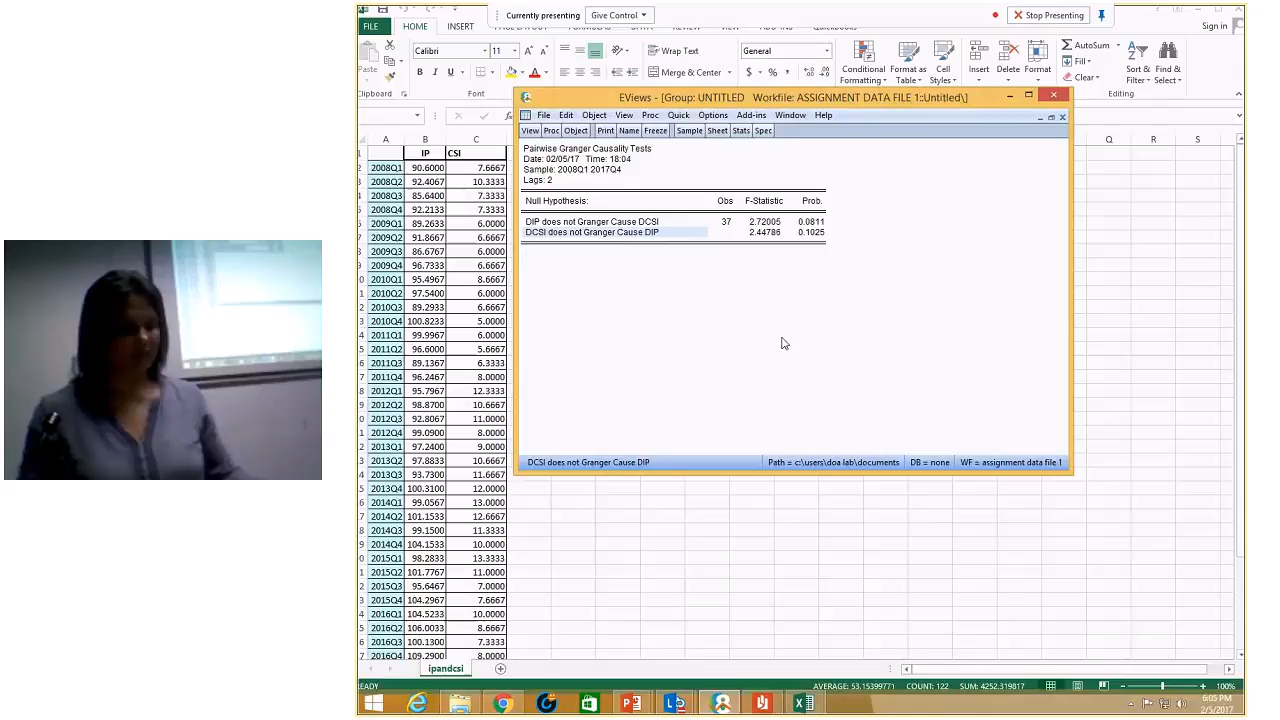 Currently presenting Give Control Stop Presenting
Sign in
FILE HOME INSERT
Calibri 11 Wrap Text General AutoSum
Paste B I U Merge & Center $ % Conditional Formatting Format as Table Cell Styles Insert Delete Format Fill Clear Sort & Filter Find & Select
Clipboard Font Editing
EViews - [Group: UNTITLED Workfile: ASSIGNMENT DATA FILE 1::Untitled\]
File Edit Object View Proc Quick Options Add-ins Window Help
View Proc Object Print Name Freeze Sample Sheet Stats Spec
Pairwise Granger Causality Tests
Date: 02/05/17 Time: 18:04
Sample: 2008Q1 2017Q4
Lags: 2
Null Hypothesis: Obs F-Statistic Prob.
DIP does not Granger Cause DCSI 37 2.72005 0.0811
DCSI does not Granger Cause DIP 2.44786 0.1025
DCSI does not Granger Cause DIP Path = c:\users\doa lab\documents DB = none WF = assignment data file 1
A B C Q R S
IP CSI
2008Q1 90.6000 7.6667
2008Q2 92.4067 10.3333
2008Q3 85.6400 7.3333
2008Q4 92.2133 7.3333
2009Q1 89.2633 6.0000
2009Q2 91.8667 6.6667
2009Q3 86.6767 6.0000
2009Q4 96.7333 6.6667
2010Q1 95.4967 8.6667
2010Q2 97.5400 6.0000
2010Q3 89.2933 6.6667
2010Q4 100.8233 5.0000
2011Q1 99.9967 6.0000
2011Q2 96.6000 5.6667
2011Q3 89.1367 6.3333
2011Q4 96.2467 8.0000
2012Q1 95.7967 12.3333
2012Q2 98.8700 10.6667
2012Q3 92.8067 11.0000
2012Q4 99.0900 8.0000
2013Q1 97.2400 9.0000
2013Q2 97.8833 10.6667
2013Q3 93.7300 11.6667
2013Q4 100.3100 12.0000
2014Q1 99.0567 13.0000
2014Q2 101.1533 12.6667
2014Q3 99.1500 11.3333
2014Q4 104.1533 10.0000
2015Q1 98.2833 13.3333
2015Q2 101.7767 11.0000
2015Q3 95.6467 7.0000
2015Q4 104.2967 7.6667
2016Q1 104.5233 10.0000
2016Q2 106.0033 8.6667
2016Q3 100.1300 7.3333
2016Q4 109.2900 8.0000
ipandcsi
AVERAGE: 53.15399771 COUNT: 122 SUM: 4252.319817 100%
6:05 PM
2/5/2017